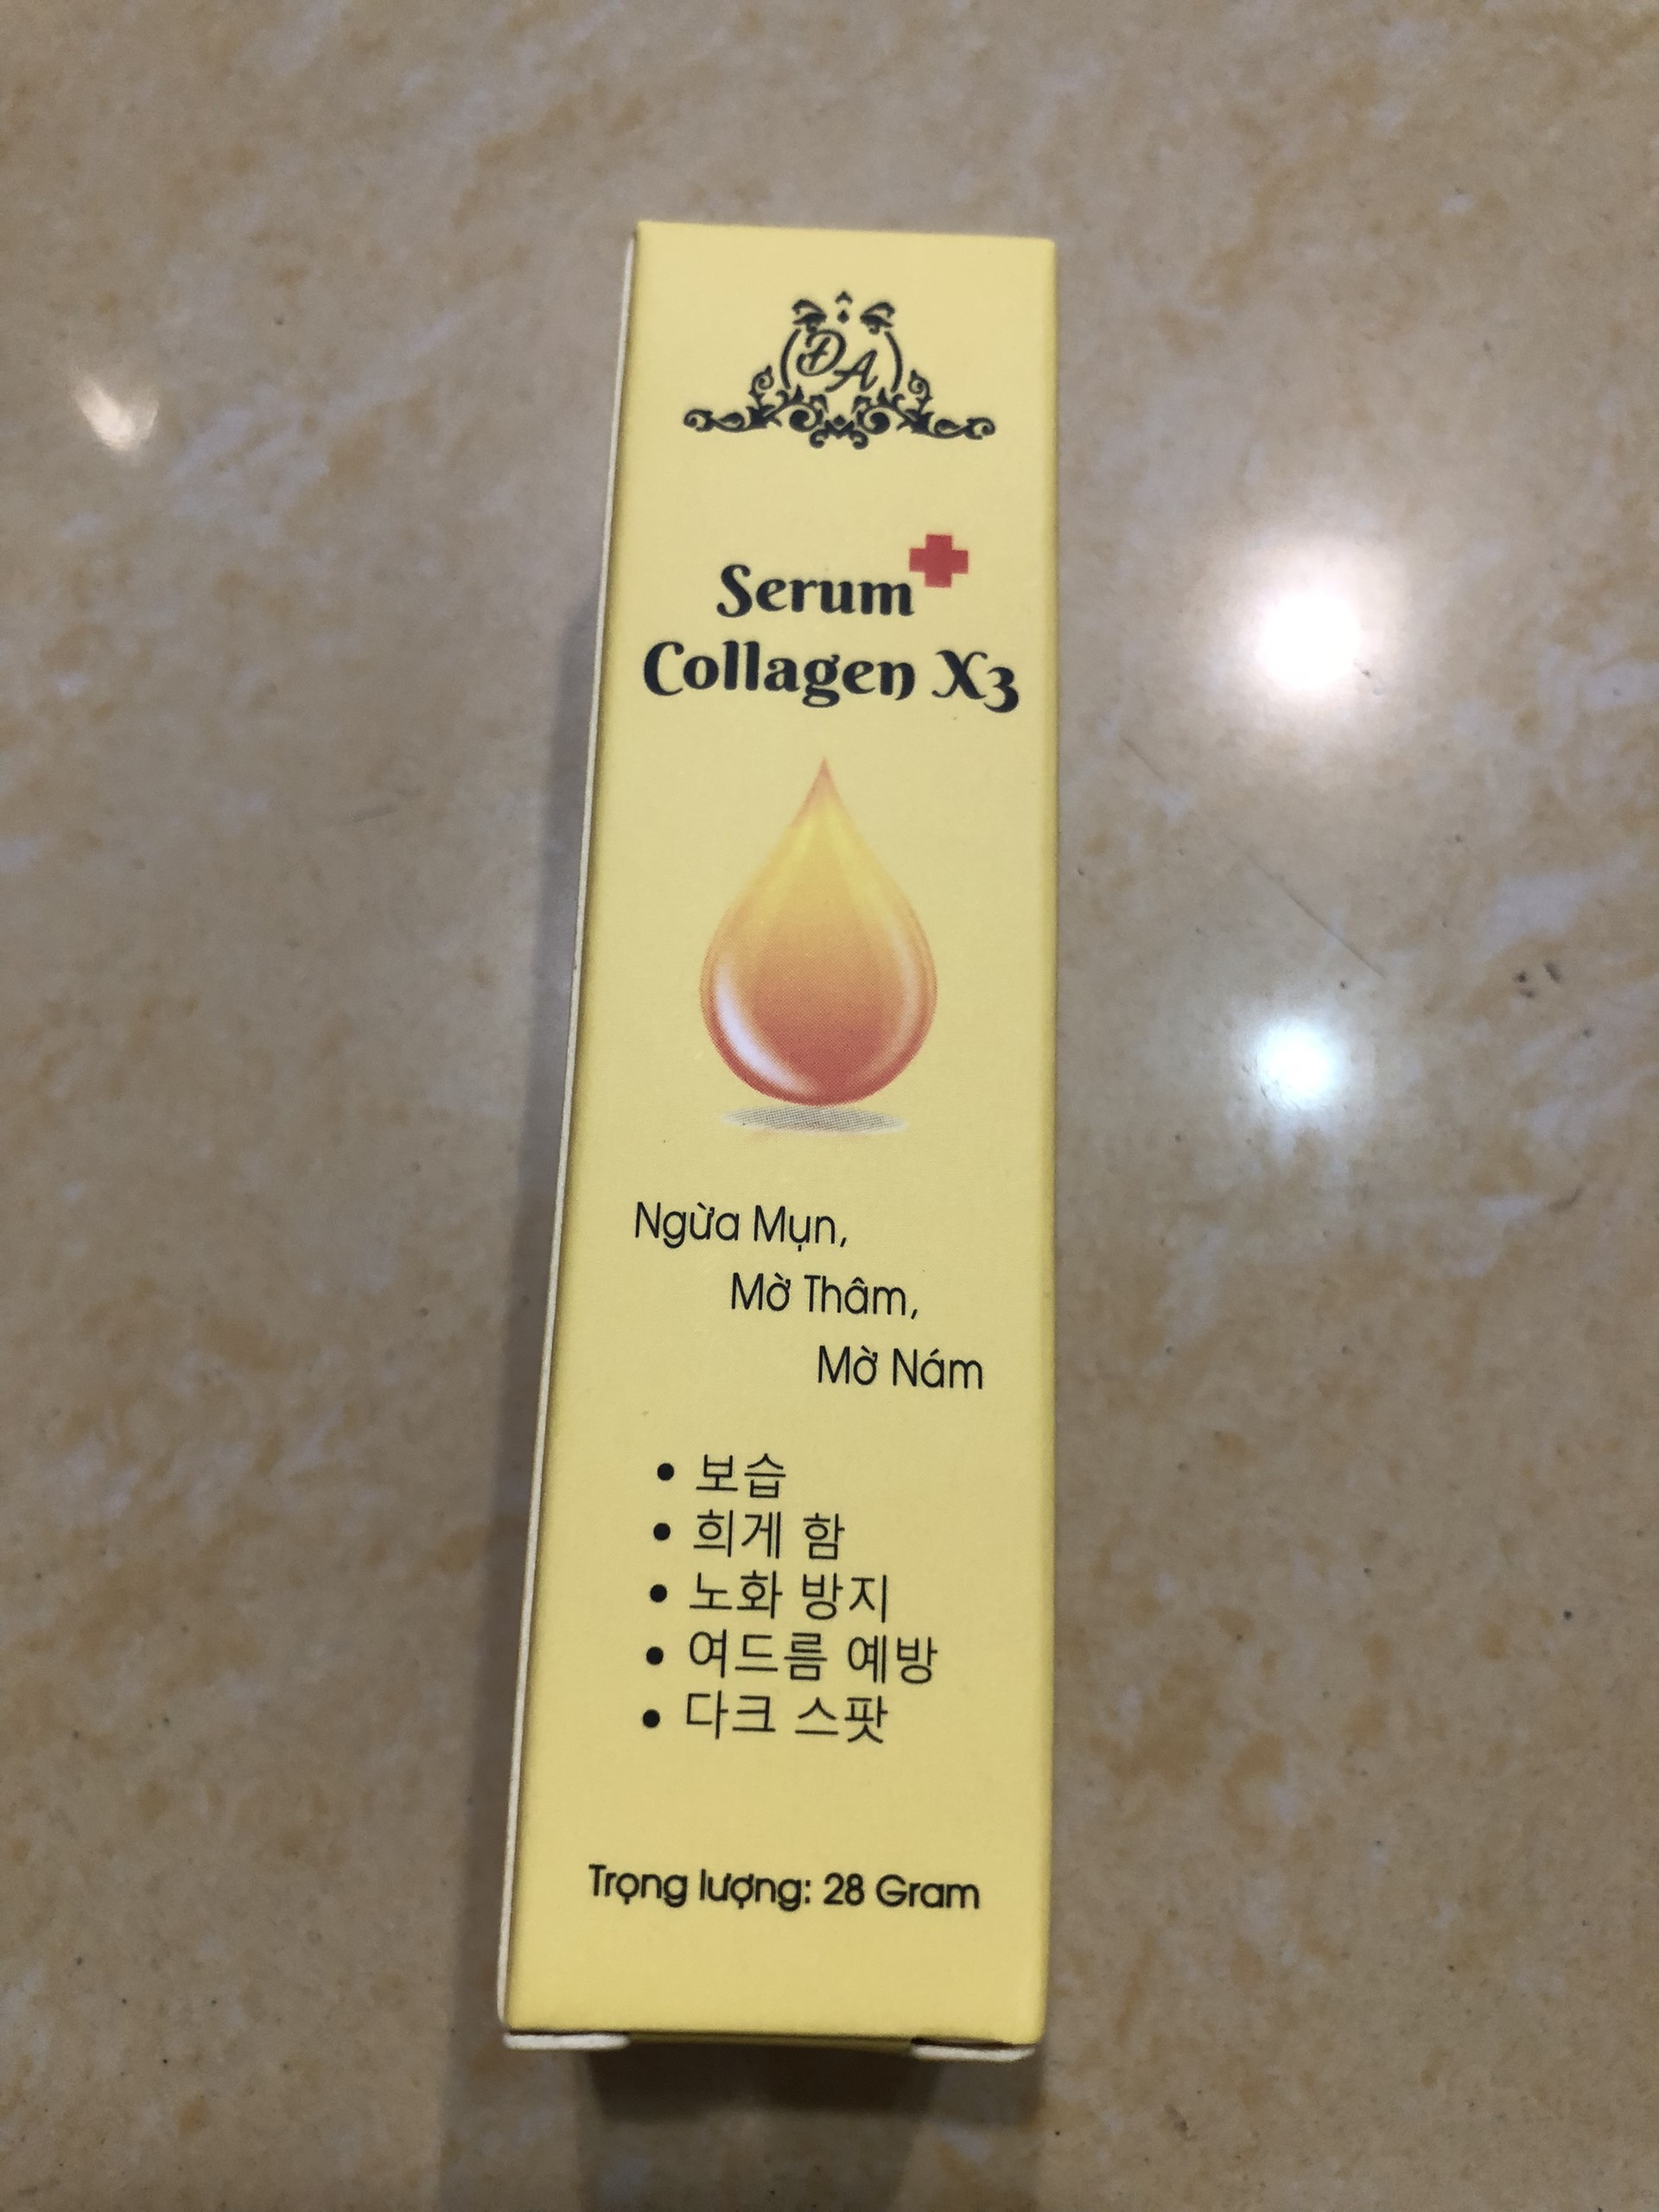 ĐA
Serum
Collagen X3
Ngừa Mụn,
Mờ Thâm,
Mờ Nám
• 보습
• 희게 함
• 노화 방지
• 여드름 예방
• 다크 스팟
Trọng lượng: 28 Gram